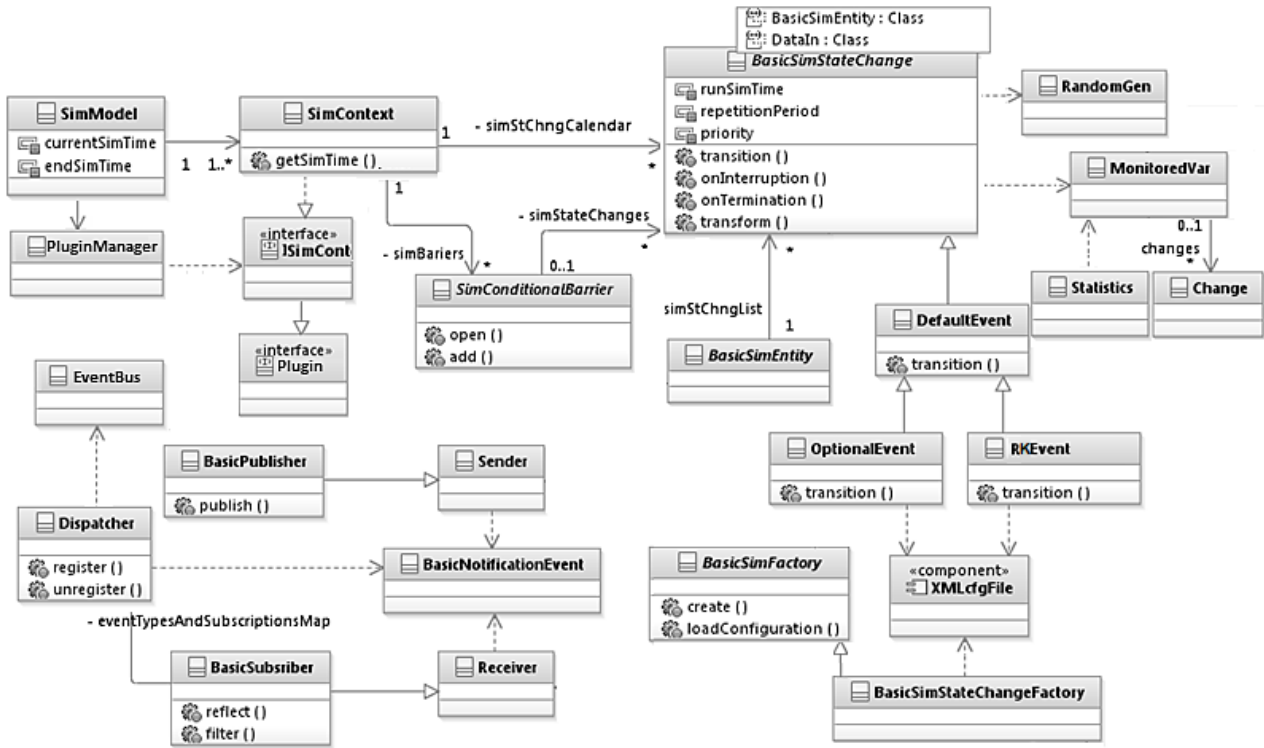 BasicSimEntity : Class
DataIn : Class
BasicSimStateChange
runSimTime
repetitionPeriod
priority
transition ()
onInterruption ()
onTermination ()
transform ()
RandomGen
SimModel
currentSimTime
endSimTime
1
1..*
SimContext
getSimTime ()
1
- simStChngCalendar
*
1
MonitoredVar
0..1
changes
*
PluginManager
«interface»
ISimCont
- simBariers
*
- simStateChanges
*
0..1
SimConditionalBarrier
open ()
add ()
*
simStChngList
1
BasicSimEntity
Statistics
Change
DefaultEvent
transition ()
«interface»
Plugin
EventBus
BasicPublisher
publish ()
Sender
OptionalEvent
transition ()
RKEvent
transition ()
Dispatcher
register ()
unregister ()
BasicNotificationEvent
BasicSimFactory
create ()
loadConfiguration ()
«component»
XMLcfgFile
- eventTypesAndSubscriptionsMap
BasicSubsriber
reflect ()
filter ()
Receiver
BasicSimStateChangeFactory